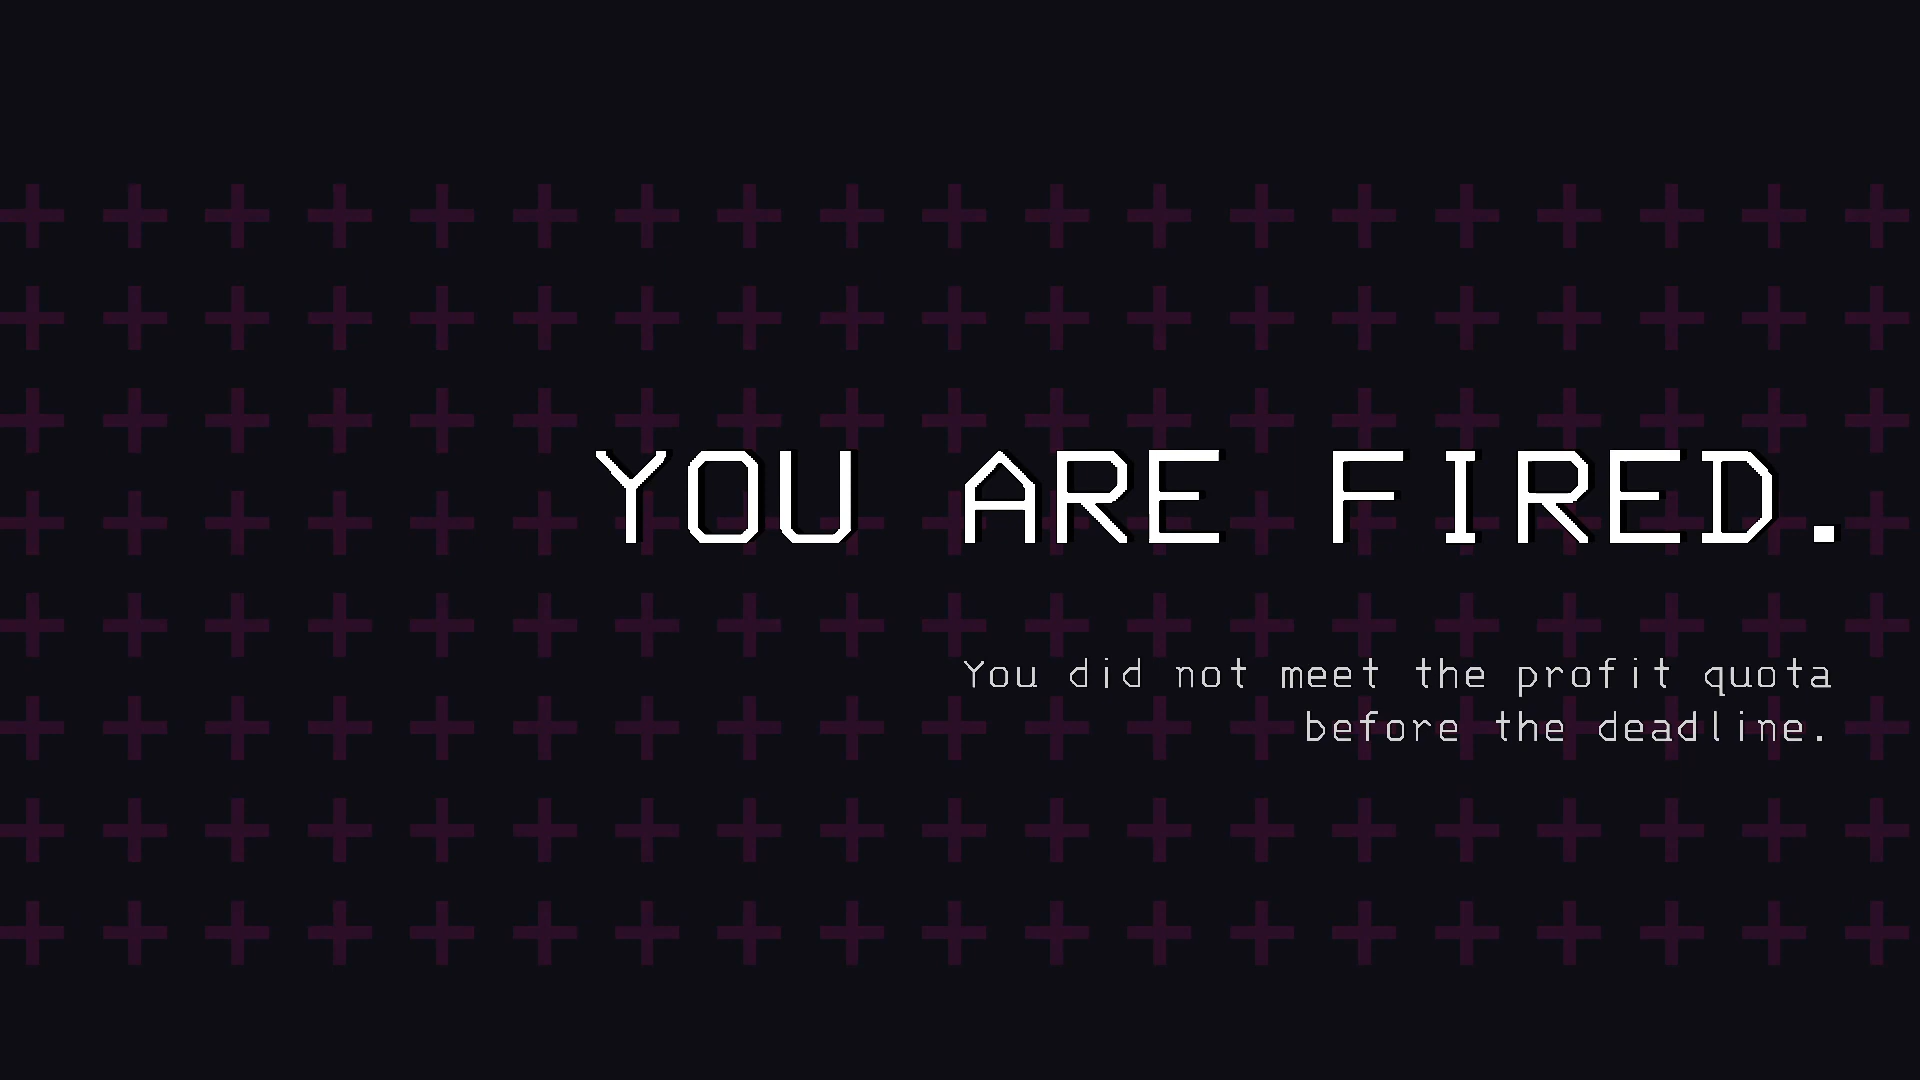 YOU ARE FIRED.
You did not meet the profit quota
before the deadline.